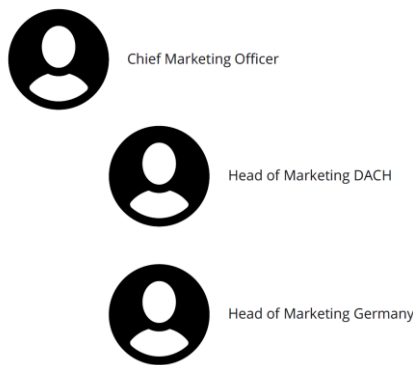 Chief Marketing Officer
Head of Marketing DACH
Head of Marketing Germany